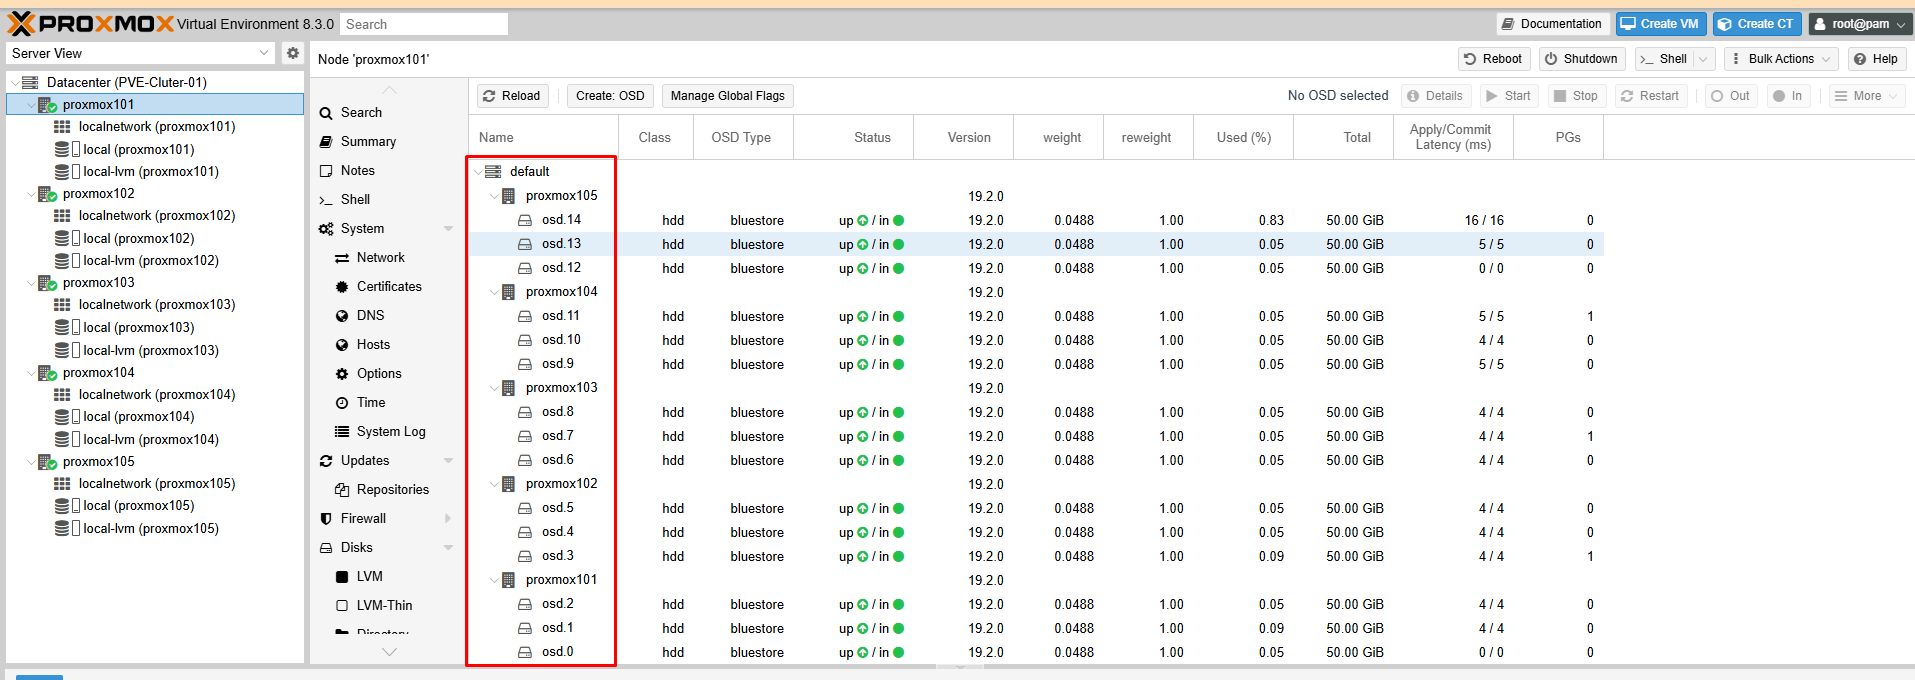 PROXMOX Virtual Environment 8.3.0 Search Documentation Create VM Create CT root@pam
Server View
Node 'proxmox101' Reboot Shutdown >_ Shell Bulk Actions Help
Datacenter (PVE-Cluter-01)
proxmox101
localnetwork (proxmox101)
local (proxmox101)
local-lvm (proxmox101)
proxmox102
localnetwork (proxmox102)
local (proxmox102)
local-lvm (proxmox102)
proxmox103
localnetwork (proxmox103)
local (proxmox103)
local-lvm (proxmox103)
proxmox104
localnetwork (proxmox104)
local (proxmox104)
local-lvm (proxmox104)
proxmox105
localnetwork (proxmox105)
local (proxmox105)
local-lvm (proxmox105)
Search
Summary
Notes
>_ Shell
System
Network
Certificates
DNS
Hosts
Options
Time
System Log
Updates
Repositories
Firewall
Disks
LVM
LVM-Thin
Directory
Reload Create: OSD Manage Global Flags No OSD selected Details Start Stop Restart Out In More
Name Class OSD Type Status Version weight reweight Used (%) Total Apply/Commit Latency (ms) PGs
default
proxmox105 19.2.0
osd.14 hdd bluestore up / in 19.2.0 0.0488 1.00 0.83 50.00 GiB 16 / 16 0
osd.13 hdd bluestore up / in 19.2.0 0.0488 1.00 0.05 50.00 GiB 5 / 5 0
osd.12 hdd bluestore up / in 19.2.0 0.0488 1.00 0.05 50.00 GiB 0 / 0 0
proxmox104 19.2.0
osd.11 hdd bluestore up / in 19.2.0 0.0488 1.00 0.05 50.00 GiB 5 / 5 1
osd.10 hdd bluestore up / in 19.2.0 0.0488 1.00 0.05 50.00 GiB 4 / 4 0
osd.9 hdd bluestore up / in 19.2.0 0.0488 1.00 0.05 50.00 GiB 5 / 5 0
proxmox103 19.2.0
osd.8 hdd bluestore up / in 19.2.0 0.0488 1.00 0.05 50.00 GiB 4 / 4 0
osd.7 hdd bluestore up / in 19.2.0 0.0488 1.00 0.05 50.00 GiB 4 / 4 1
osd.6 hdd bluestore up / in 19.2.0 0.0488 1.00 0.05 50.00 GiB 4 / 4 0
proxmox102 19.2.0
osd.5 hdd bluestore up / in 19.2.0 0.0488 1.00 0.05 50.00 GiB 4 / 4 0
osd.4 hdd bluestore up / in 19.2.0 0.0488 1.00 0.05 50.00 GiB 4 / 4 0
osd.3 hdd bluestore up / in 19.2.0 0.0488 1.00 0.09 50.00 GiB 4 / 4 1
proxmox101 19.2.0
osd.2 hdd bluestore up / in 19.2.0 0.0488 1.00 0.05 50.00 GiB 4 / 4 0
osd.1 hdd bluestore up / in 19.2.0 0.0488 1.00 0.09 50.00 GiB 4 / 4 0
osd.0 hdd bluestore up / in 19.2.0 0.0488 1.00 0.05 50.00 GiB 0 / 0 0